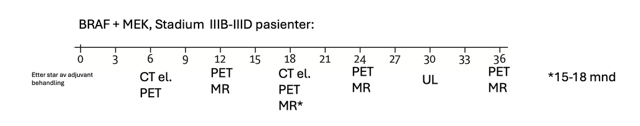 BRAF + MEK, Stadium IIIB-IIID pasienter:
0 3 6 9 12 15 18 21 24 27 30 33 36
Etter star av adjuvant
behandling
CT el.
PET
PET
MR
CT el.
PET
MR*
PET
MR
UL
PET
MR
*15-18 mnd